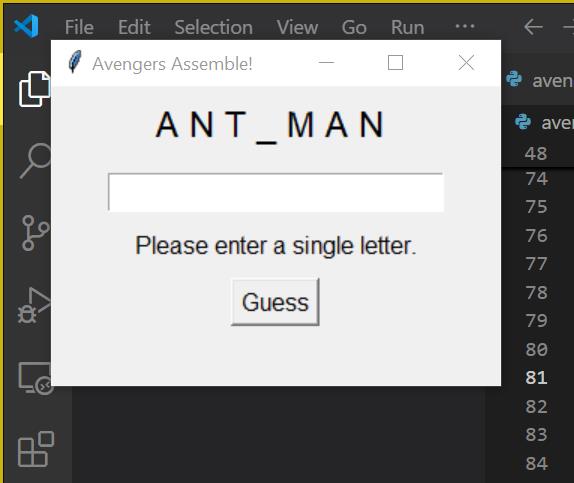 File Edit Selection View Go Run ···
Avengers Assemble!
aven
A N T _ M A N
ave
48
74
75
Please enter a single letter.
76
77
Guess
78
79
80
81
82
83
84